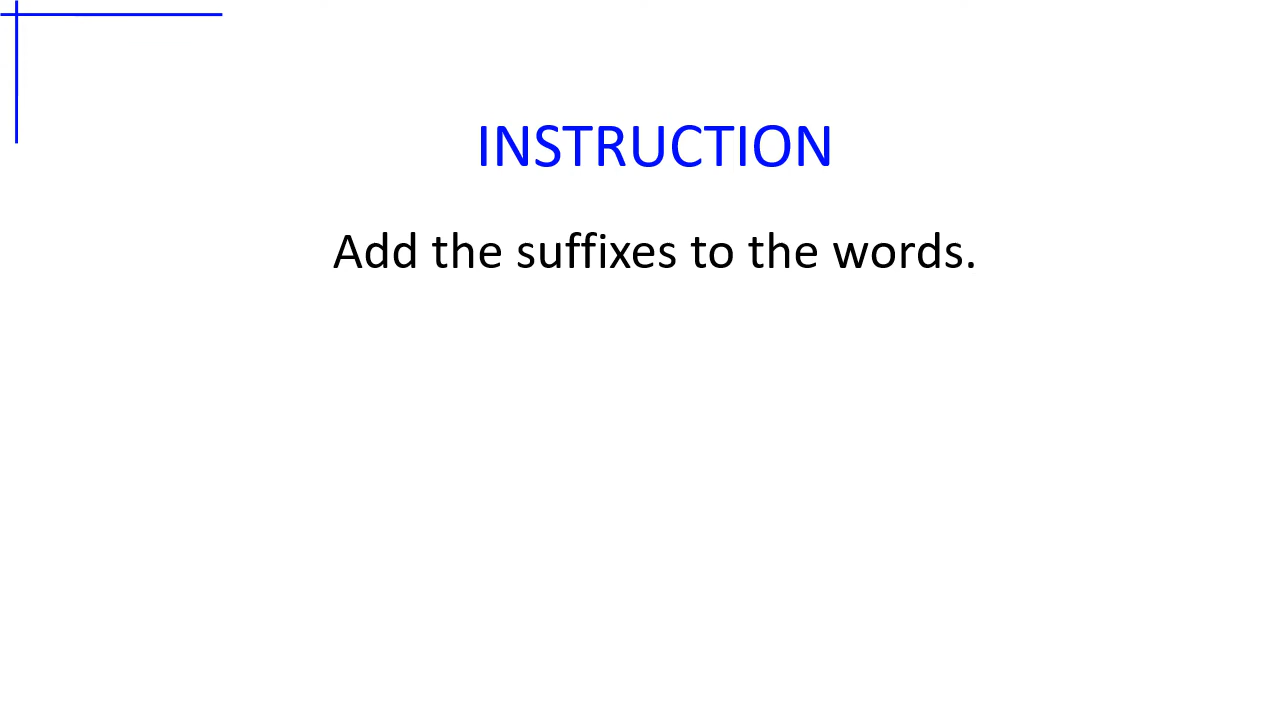 INSTRUCTION
Add the suffixes to the words.